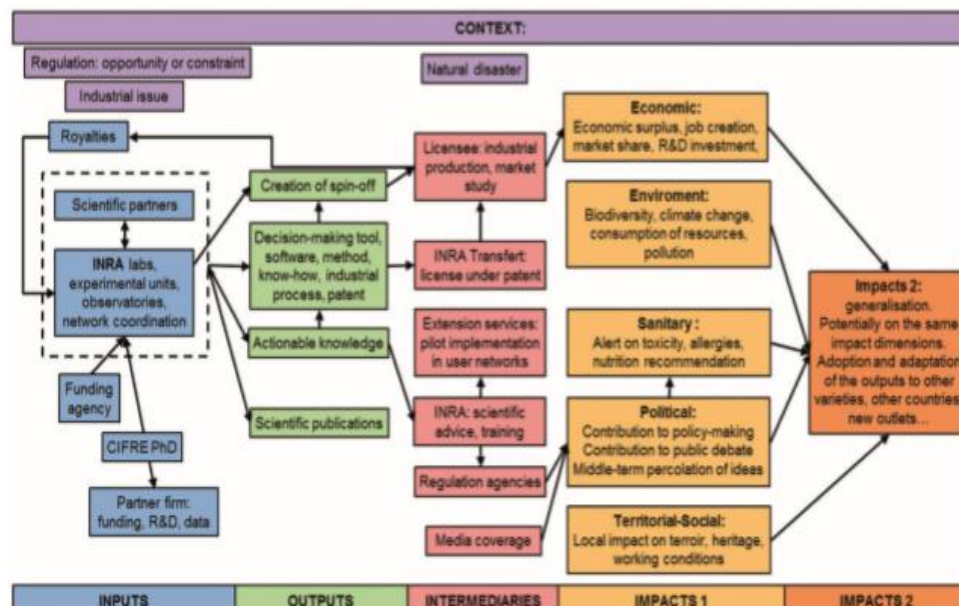 CONTEXT:
Regulation: opportunity or constraint
Industrial issue
Natural disaster
Royalties
Scientific partners
INRA labs,
experimental units,
observatories,
network coordination
Funding
agency
CIFRE PhD
Partner firm:
funding, R&D, data
Creation of spin-off
Decision-making tool,
software, method,
know-how, industrial
process, patent
Actionable knowledge
Scientific publications
Licensee: industrial
production, market
study
INRA Transfert:
license under patent
Extension services:
pilot implementation
in user networks
INRA: scientific
advice, training
Regulation agencies
Media coverage
Economic:
Economic surplus, job creation,
market share, R&D investment,
Enviroment:
Biodiversity, climate change,
consumption of resources,
pollution
Sanitary :
Alert on toxicity, allergies,
nutrition recommendation
Political:
Contribution to policy-making
Contribution to public debate
Middle-term percolation of ideas
Territorial-Social:
Local impact on terroir, heritage,
working conditions
Impacts 2:
generalisation.
Potentially on the same
impact dimensions.
Adoption and adaptation
of the outputs to other
varieties, other countries
new outlets...
INPUTS
OUTPUTS
INTERMEDIARIES
IMPACTS 1
IMPACTS 2